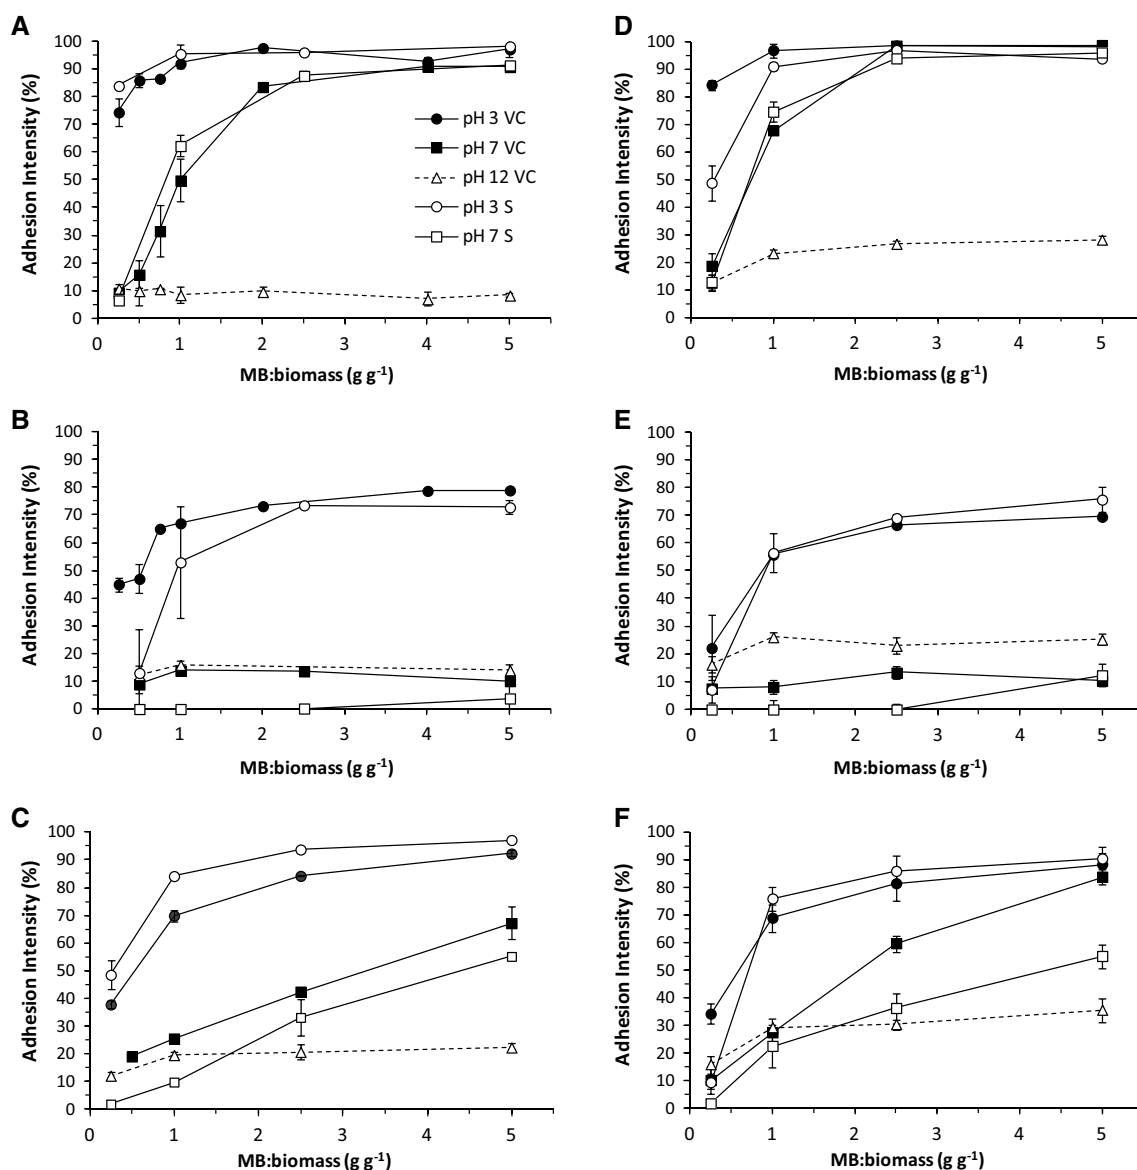 A
Adhesion Intensity (%)
100
90
80
70
60
50
40
30
20
10
0
0 1 2 3 4 5
MB:biomass (g g-1)
pH 3 VC
pH 7 VC
pH 12 VC
pH 3 S
pH 7 S
D
Adhesion Intensity (%)
100
90
80
70
60
50
40
30
20
10
0
0 1 2 3 4 5
MB:biomass (g g-1)
B
Adhesion Intensity (%)
100
90
80
70
60
50
40
30
20
10
0
0 1 2 3 4 5
MB:biomass (g g-1)
E
Adhesion Intensity (%)
100
90
80
70
60
50
40
30
20
10
0
0 1 2 3 4 5
MB:biomass (g g-1)
C
Adhesion Intensity (%)
100
90
80
70
60
50
40
30
20
10
0
0 1 2 3 4 5
MB:biomass (g g-1)
F
Adhesion Intensity (%)
100
90
80
70
60
50
40
30
20
10
0
0 1 2 3 4 5
MB:biomass (g g-1)